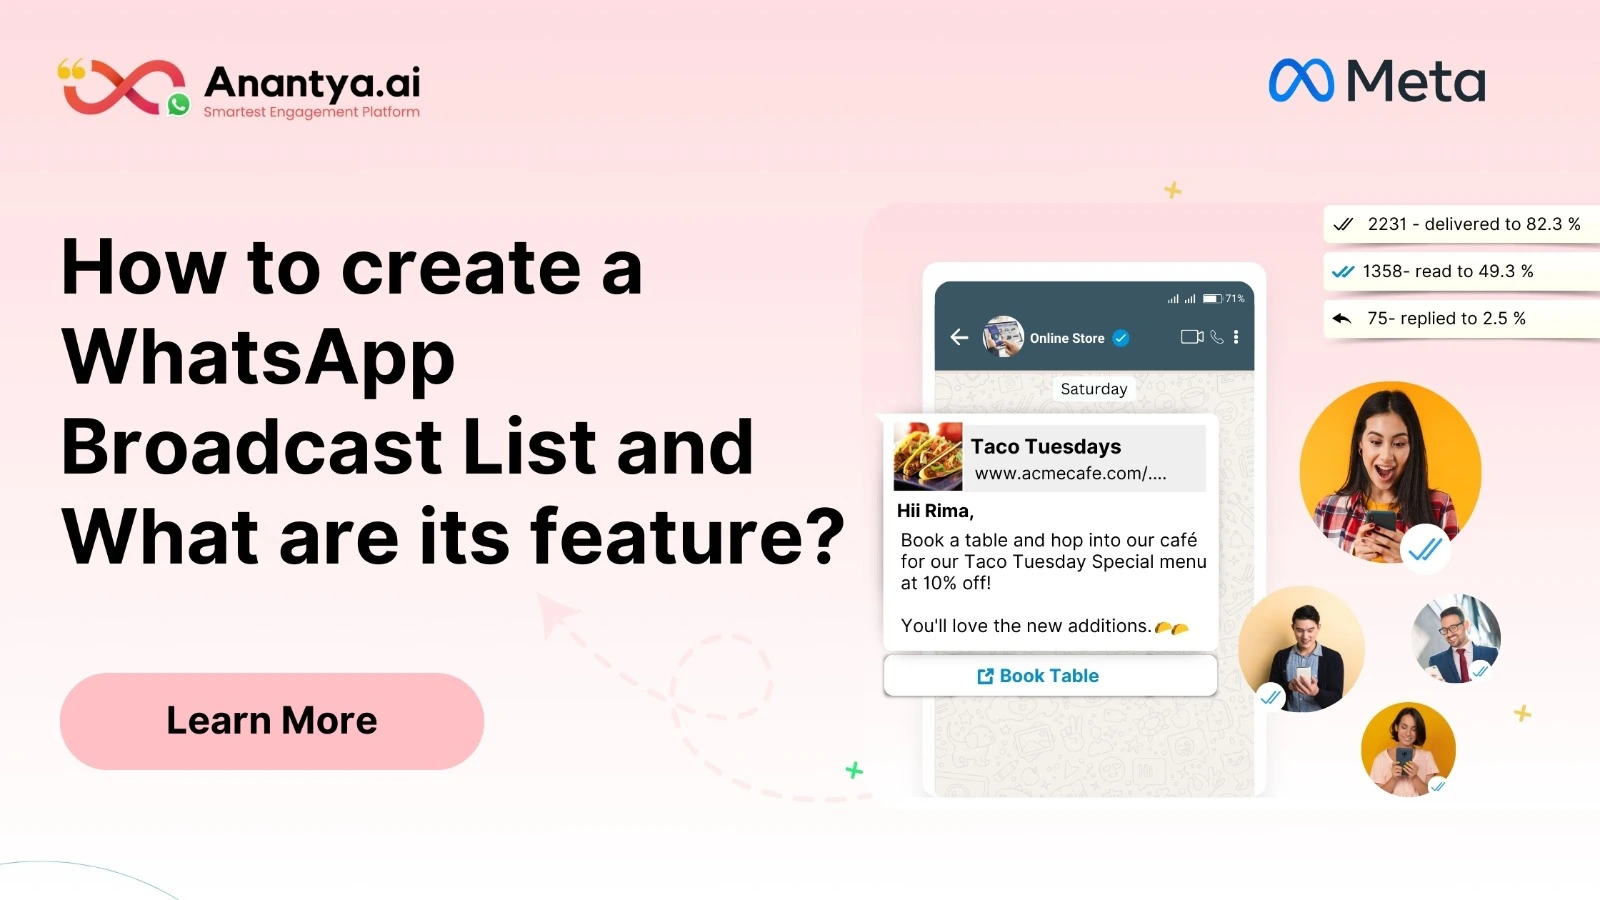 Anantya.ai
Smartest Engagement Platform
Meta
How to create a
WhatsApp
Broadcast List and
What are its feature?
Learn More
2231 - delivered to 82.3 %
1358- read to 49.3 %
75- replied to 2.5 %
71%
Online Store
Saturday
Taco Tuesdays
www.acmecafe.com/....
Hii Rima,
Book a table and hop into our café
for our Taco Tuesday Special menu
at 10% off!
You'll love the new additions.🌮🌮
Book Table